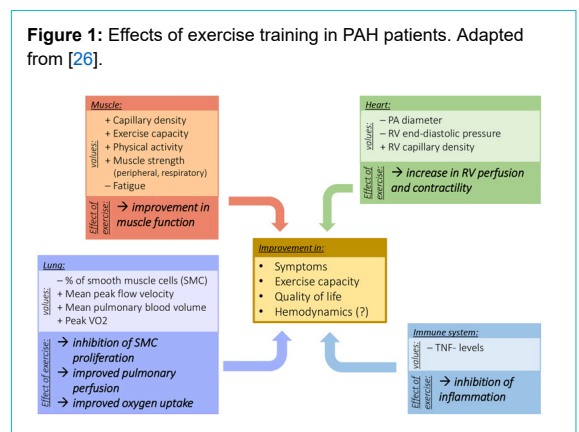 Figure 1: Effects of exercise training in PAH patients. Adapted
from [26].
Muscle:
values:
+ Capillary density
+ Exercise capacity
+ Physical activity
+ Muscle strength
(peripheral, respiratory)
– Fatigue
Effect of
exercise:
→ improvement in
muscle function
Heart:
values:
– PA diameter
– RV end-diastolic pressure
+ RV capillary density
Effect of
exercise:
→ increase in RV perfusion
and contractility
Improvement in:
• Symptoms
• Exercise capacity
• Quality of life
• Hemodynamics (?)
Lung:
values:
– % of smooth muscle cells (SMC)
+ Mean peak flow velocity
+ Mean pulmonary blood volume
+ Peak VO2
Effect of exercise:
→ inhibition of SMC
proliferation
→ improved pulmonary
perfusion
→ improved oxygen uptake
Immune system:
values:
– TNF- levels
Effect of
exercise:
→ inhibition of
inflammation